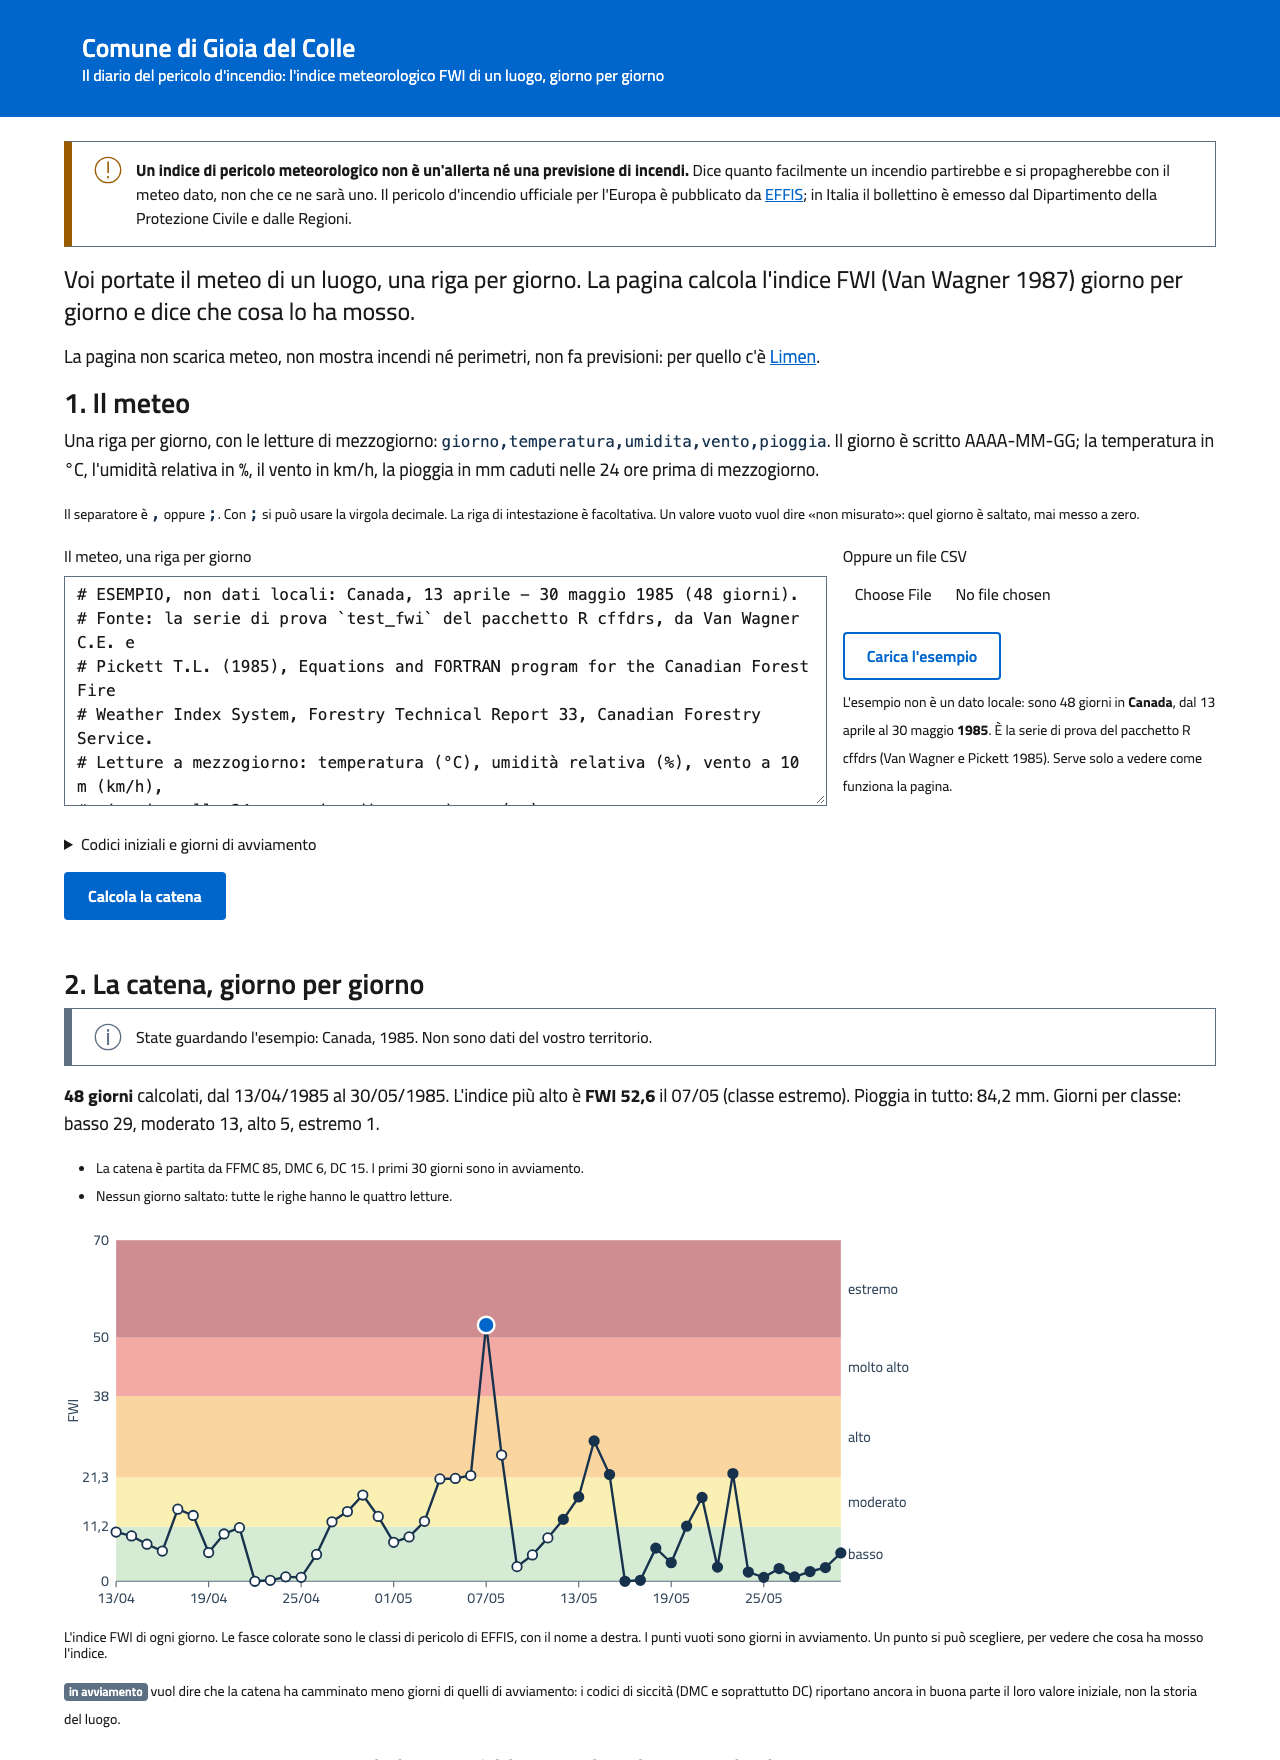 Comune di Gioia del Colle
Il diario del pericolo d'incendio: l'indice meteorologico FWI di un luogo, giorno per giorno
Un indice di pericolo meteorologico non è un'allerta né una previsione di incendi. Dice quanto facilmente un incendio partirebbe e si propagherebbe con il
meteo dato, non che ce ne sarà uno. Il pericolo d'incendio ufficiale per l'Europa è pubblicato da EFFIS; in Italia il bollettino è emesso dal Dipartimento della
Protezione Civile e dalle Regioni.
Voi portate il meteo di un luogo, una riga per giorno. La pagina calcola l'indice FWI (Van Wagner 1987) giorno per
giorno e dice che cosa lo ha mosso.
La pagina non scarica meteo, non mostra incendi né perimetri, non fa previsioni: per quello c'è Limen.
1. Il meteo
Una riga per giorno, con le letture di mezzogiorno: giorno,temperatura,umidita,vento,pioggia. Il giorno è scritto AAAA-MM-GG; la temperatura in
°C, l'umidità relativa in %, il vento in km/h, la pioggia in mm caduti nelle 24 ore prima di mezzogiorno.
Il separatore è , oppure ;. Con ; si può usare la virgola decimale. La riga di intestazione è facoltativa. Un valore vuoto vuol dire «non misurato»: quel giorno è saltato, mai messo a zero.
Il meteo, una riga per giorno
# ESEMPIO, non dati locali: Canada, 13 aprile – 30 maggio 1985 (48 giorni).
# Fonte: la serie di prova `test_fwi` del pacchetto R cffdrs, da Van Wagner
C.E. e
# Pickett T.L. (1985), Equations and FORTRAN program for the Canadian Forest
Fire
# Weather Index System, Forestry Technical Report 33, Canadian Forestry
Service.
# Letture a mezzogiorno: temperatura (°C), umidità relativa (%), vento a 10
m (km/h),
Oppure un file CSV
Choose File No file chosen
Carica l'esempio
L'esempio non è un dato locale: sono 48 giorni in Canada, dal 13
aprile al 30 maggio 1985. È la serie di prova del pacchetto R
cffdrs (Van Wagner e Pickett 1985). Serve solo a vedere come
funziona la pagina.
Codici iniziali e giorni di avviamento
Calcola la catena
2. La catena, giorno per giorno
State guardando l'esempio: Canada, 1985. Non sono dati del vostro territorio.
48 giorni calcolati, dal 13/04/1985 al 30/05/1985. L'indice più alto è FWI 52,6 il 07/05 (classe estremo). Pioggia in tutto: 84,2 mm. Giorni per classe:
basso 29, moderato 13, alto 5, estremo 1.
La catena è partita da FFMC 85, DMC 6, DC 15. I primi 30 giorni sono in avviamento.
Nessun giorno saltato: tutte le righe hanno le quattro letture.
70
estremo
50
molto alto
38
FWI
alto
21,3
moderato
11,2
basso
0
13/04 19/04 25/04 01/05 07/05 13/05 19/05 25/05
L'indice FWI di ogni giorno. Le fasce colorate sono le classi di pericolo di EFFIS, con il nome a destra. I punti vuoti sono giorni in avviamento. Un punto si può scegliere, per vedere che cosa ha mosso
l'indice.
in avviamento vuol dire che la catena ha camminato meno giorni di quelli di avviamento: i codici di siccità (DMC e soprattutto DC) riportano ancora in buona parte il loro valore iniziale, non la storia
del luogo.